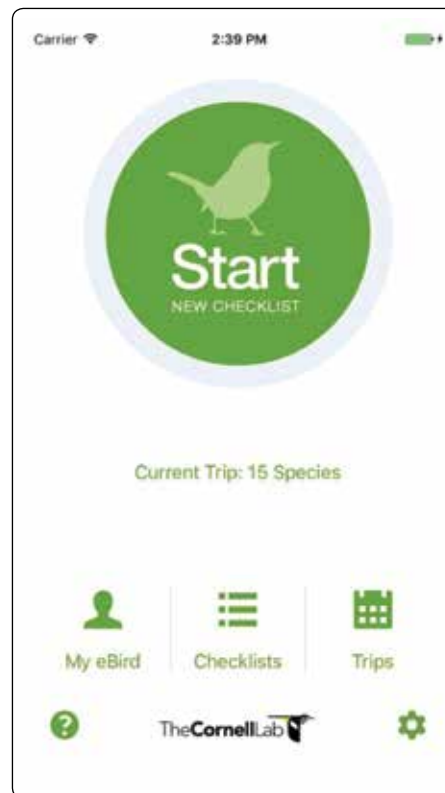 Carrier 2:39 PM
Start
NEW CHECKLIST
Current Trip: 15 Species
My eBird Checklists Trips
? TheCornellLab